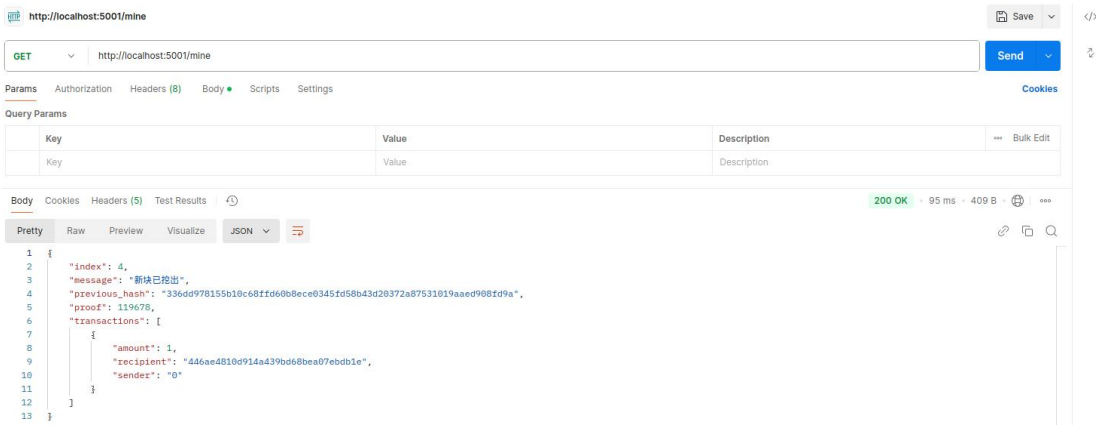 HTTP http://localhost:5001/mine Save
GET http://localhost:5001/mine Send
Params Authorization Headers (8) Body Scripts Settings Cookies
Query Params
Key Value Description Bulk Edit
Key Value Description
Body Cookies Headers (5) Test Results 200 OK 95 ms 409 B
Pretty Raw Preview Visualize JSON
1 {
2 "index": 4,
3 "message": "新块已挖出",
4 "previous_hash": "336dd978155b10c68ffd60b8ece0345fd58b43d20372a87531019aaed908fd9a",
5 "proof": 119678,
6 "transactions": [
7 {
8 "amount": 1,
9 "recipient": "446ae4810d914a439bd68bea07ebdb1e",
10 "sender": "0"
11 }
12 ]
13 }